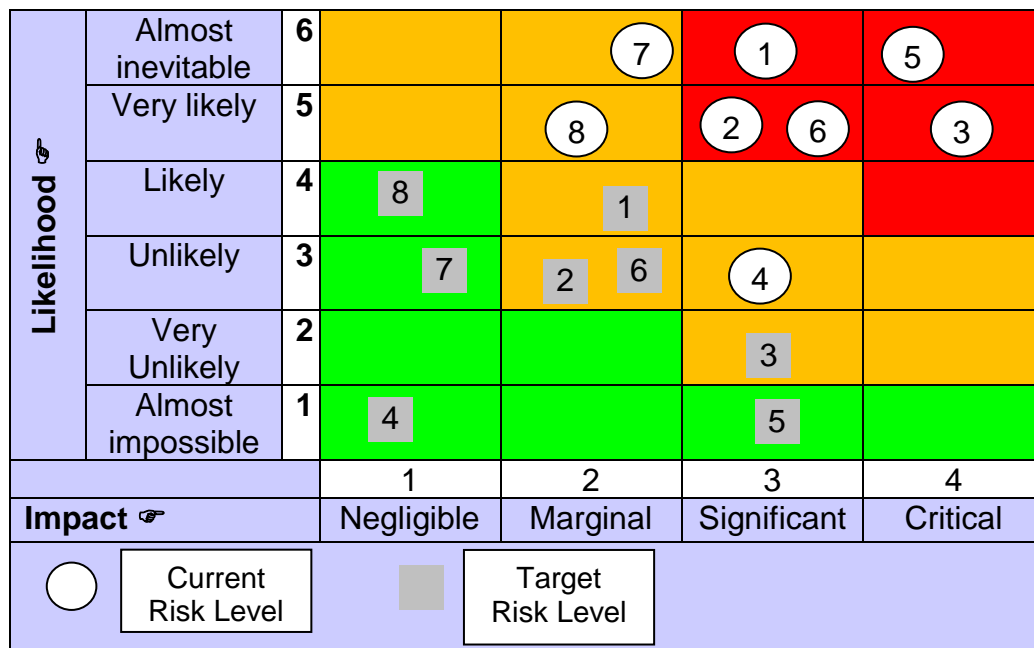 Likelihood ☝
Almost inevitable 6 7 1 5
Very likely 5 8 2 6 3
Likely 4 8 1
Unlikely 3 7 2 6 4
Very Unlikely 2 3
Almost impossible 1 4 5
1 2 3 4
Impact ☞ Negligible Marginal Significant Critical
Current Risk Level
Target Risk Level